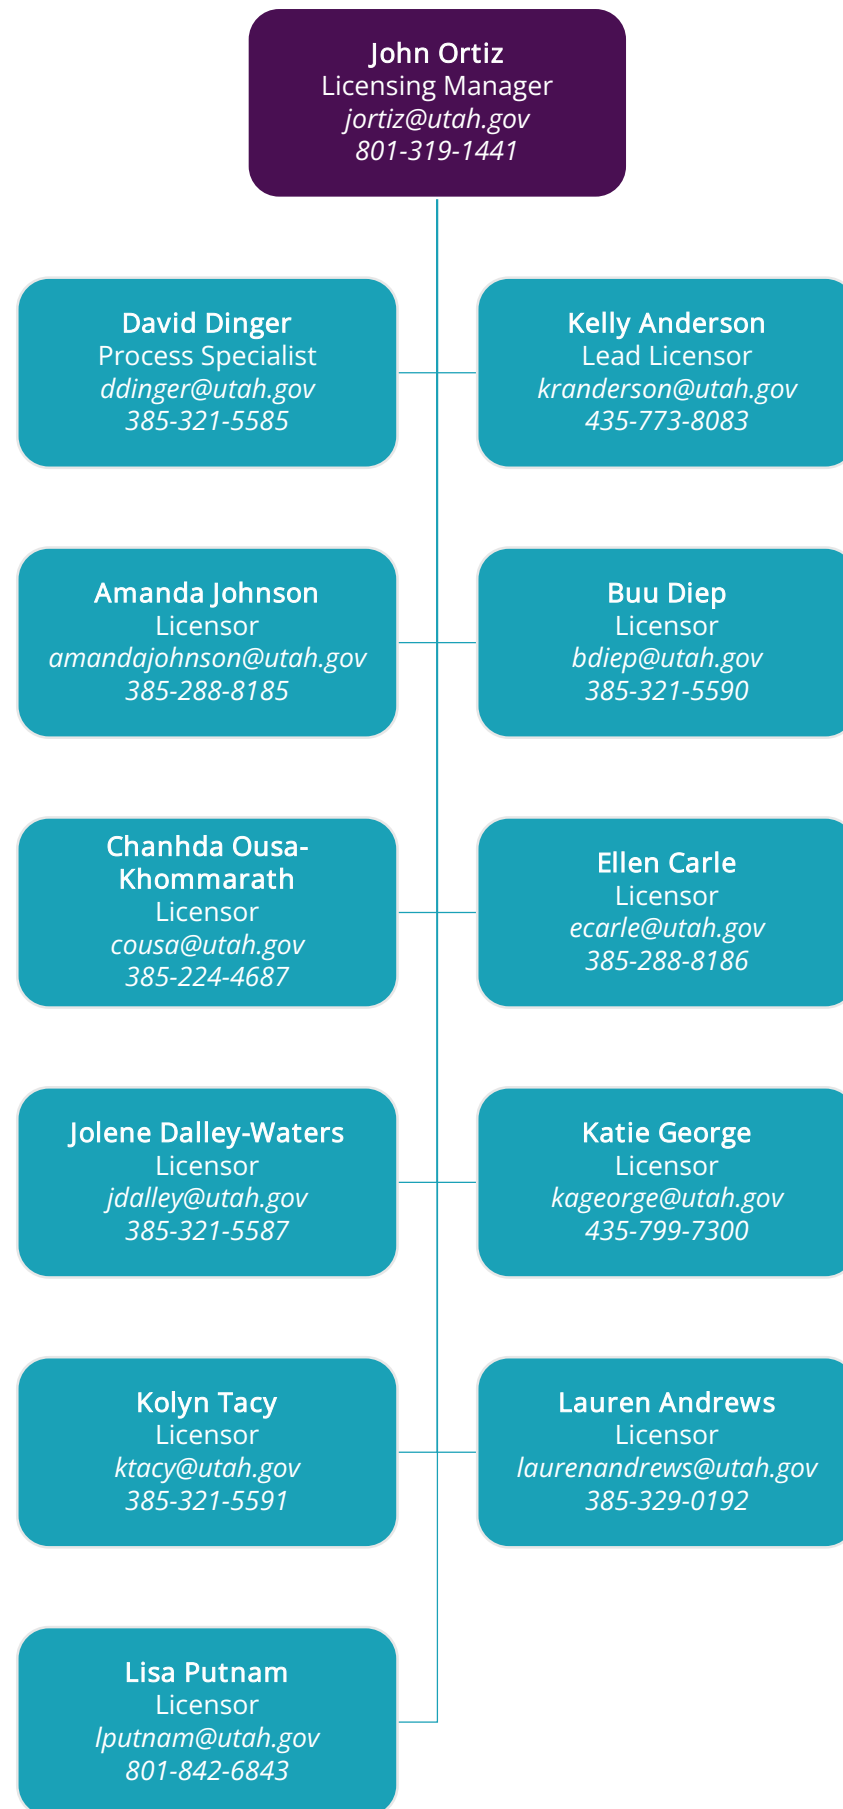 John Ortiz
Licensing Manager
jortiz@utah.gov
801-319-1441
David Dinger
Process Specialist
ddinger@utah.gov
385-321-5585
Kelly Anderson
Lead Licensor
kranderson@utah.gov
435-773-8083
Amanda Johnson
Licensor
amandajohnson@utah.gov
385-288-8185
Buu Diep
Licensor
bdiep@utah.gov
385-321-5590
Chanhda Ousa-
Khommarath
Licensor
cousa@utah.gov
385-224-4687
Ellen Carle
Licensor
ecarle@utah.gov
385-288-8186
Jolene Dalley-Waters
Licensor
jdalley@utah.gov
385-321-5587
Katie George
Licensor
kageorge@utah.gov
435-799-7300
Kolyn Tacy
Licensor
ktacy@utah.gov
385-321-5591
Lauren Andrews
Licensor
laurenandrews@utah.gov
385-329-0192
Lisa Putnam
Licensor
lputnam@utah.gov
801-842-6843